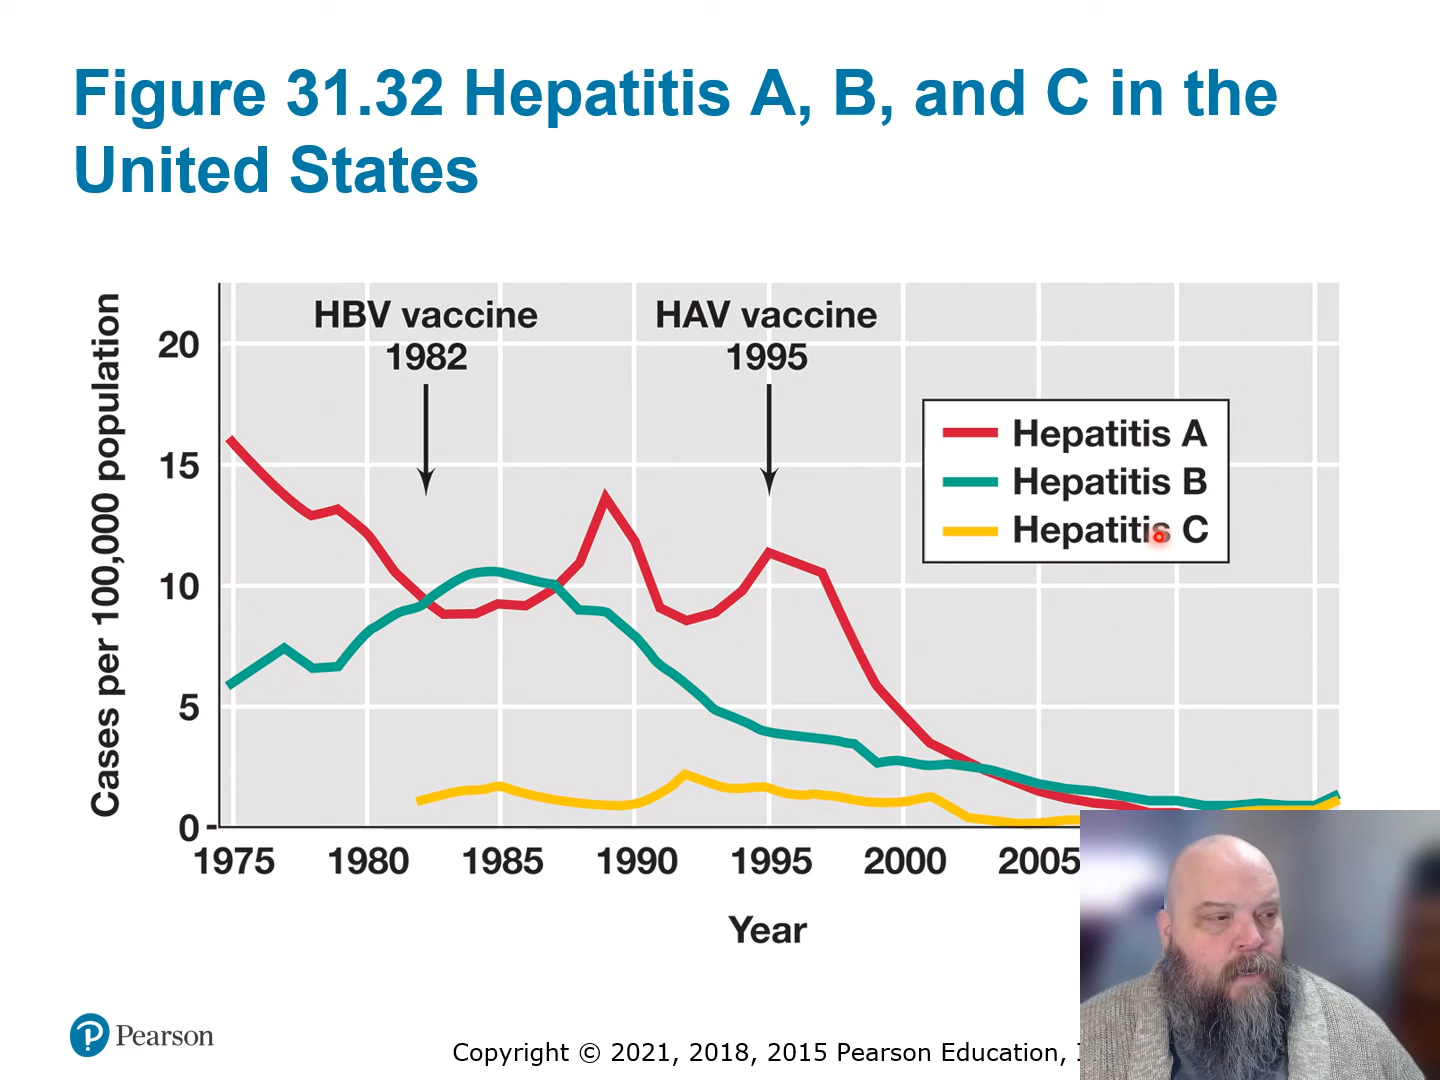 Figure 31.32 Hepatitis A, B, and C in the
United States
Cases per 100,000 population
20
15
10
5
0
HBV vaccine
1982
HAV vaccine
1995
Hepatitis A
Hepatitis B
Hepatitis C
1975 1980 1985 1990 1995 2000 2005
Year
Pearson
Copyright © 2021, 2018, 2015 Pearson Education,